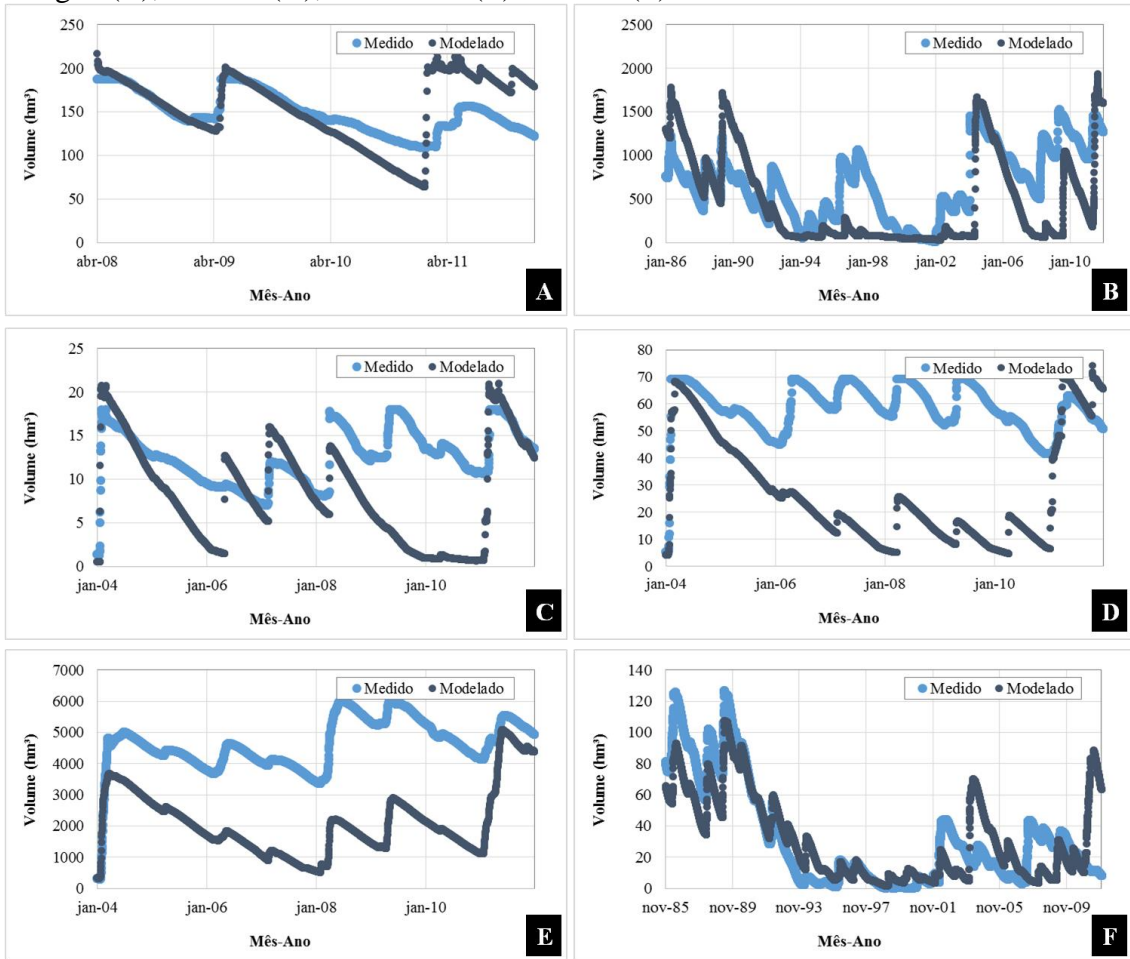 250
200
150
100
50
0
Volume (hm³)
Medido Modelado
abr-08 abr-09 abr-10 abr-11
Mês-Ano
A
2500
2000
1500
1000
500
0
Volume (hm³)
Medido Modelado
jan-86 jan-90 jan-94 jan-98 jan-02 jan-06 jan-10
Mês-Ano
B
25
20
15
10
5
0
Volume (hm³)
Medido Modelado
jan-04 jan-06 jan-08 jan-10
Mês-Ano
C
80
70
60
50
40
30
20
10
0
Volume (hm³)
Medido Modelado
jan-04 jan-06 jan-08 jan-10
Mês-Ano
D
7000
6000
5000
4000
3000
2000
1000
0
Volume (hm³)
Medido Modelado
jan-04 jan-06 jan-08 jan-10
Mês-Ano
E
140
120
100
80
60
40
20
0
Volume (hm³)
Medido Modelado
nov-85 nov-89 nov-93 nov-97 nov-01 nov-05 nov-09
Mês-Ano
F